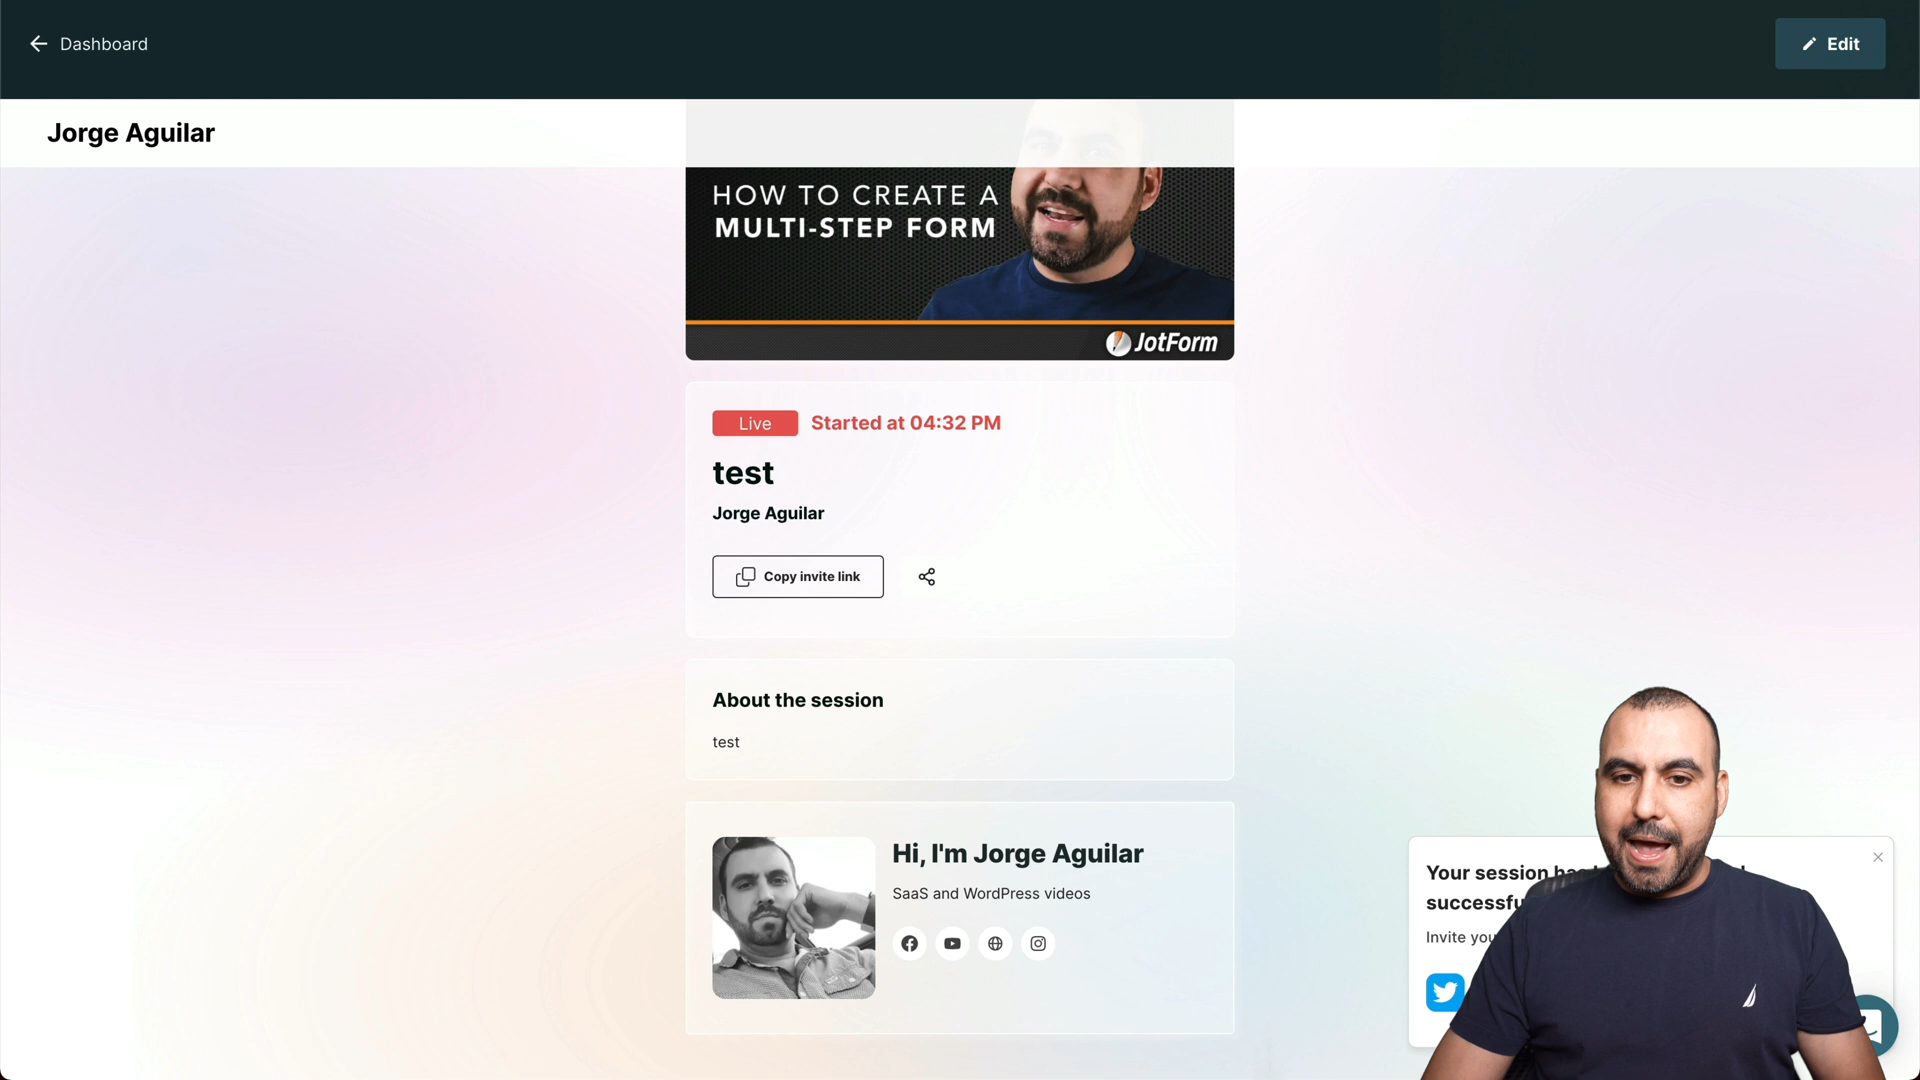 Dashboard
Edit
Jorge Aguilar
HOW TO CREATE A
MULTI-STEP FORM
JotForm
Live Started at 04:32 PM
test
Jorge Aguilar
Copy invite link
About the session
test
Hi, I'm Jorge Aguilar
SaaS and WordPress videos
Your session
successfu
Invite you